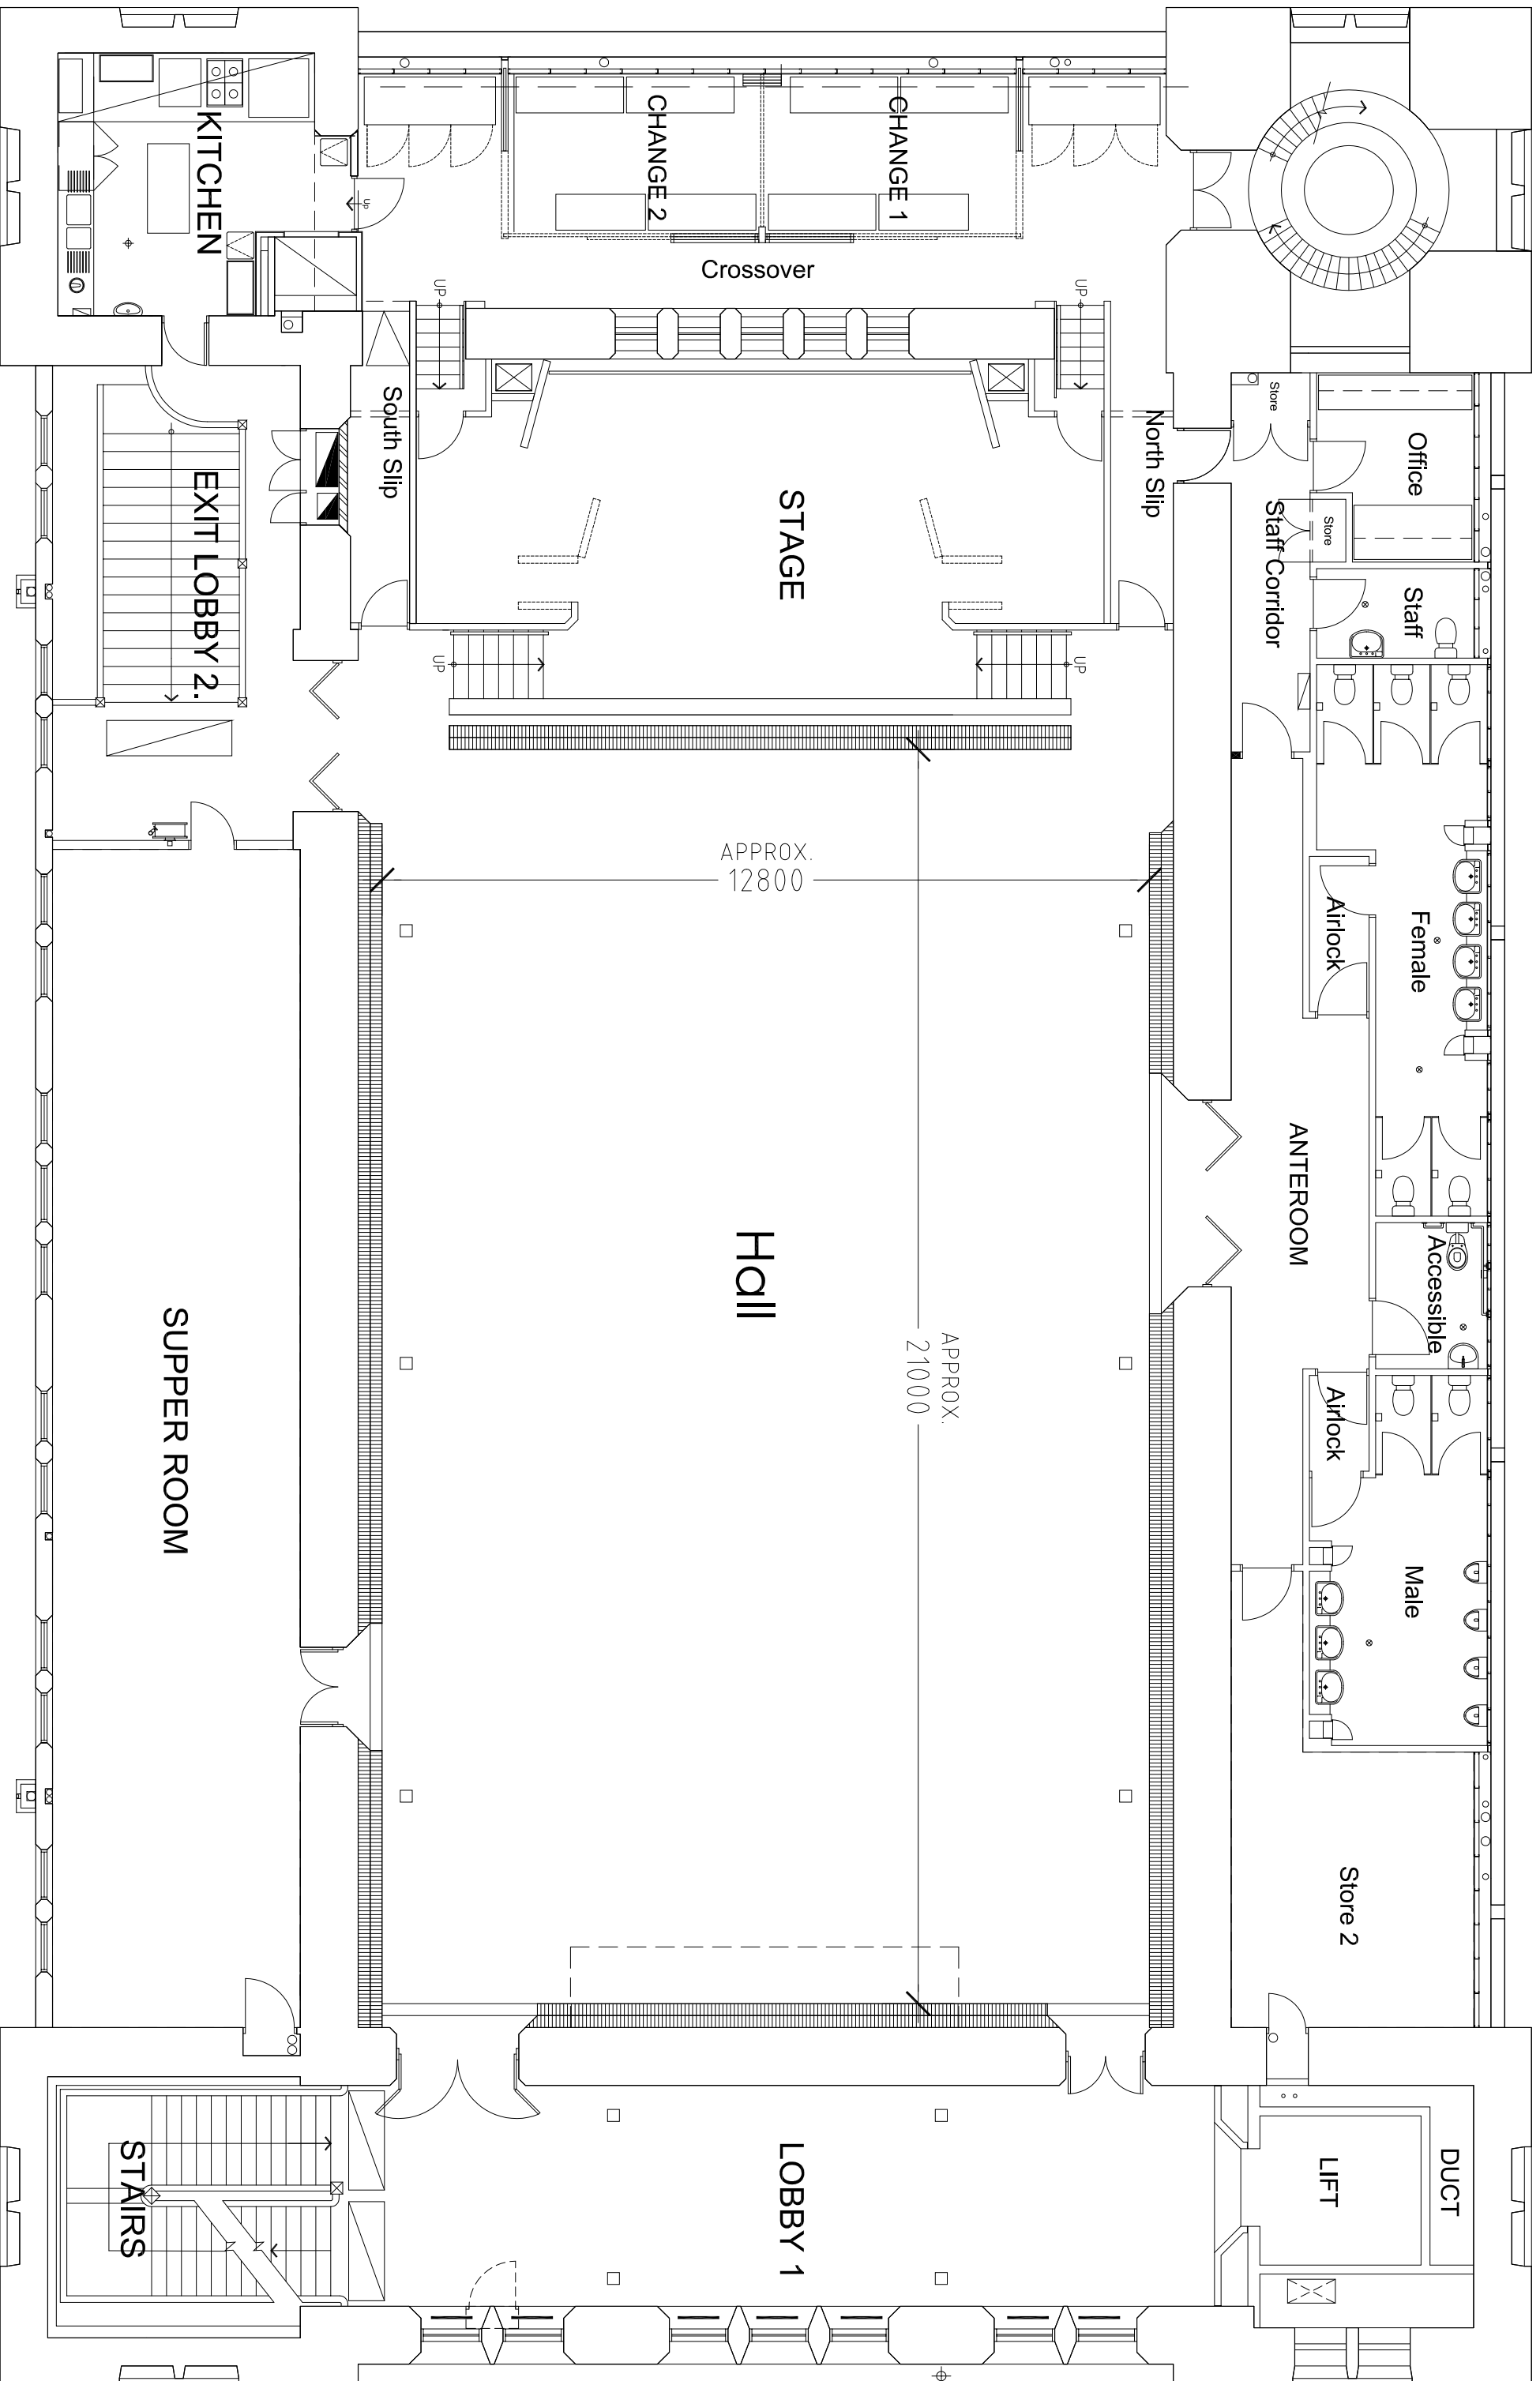 KITCHEN
UP
CHANGE 2
CHANGE 1
Crossover
UP
UP
South Slip
STAGE
North Slip
Store
Office
Store
Staff Corridor
Staff
EXIT LOBBY 2.
UP
UP
APPROX.
12800
Airlock
Female
ANTEROOM
Hall
APPROX.
21000
Accessible
SUPPER ROOM
Airlock
Male
Store 2
STAIRS
LOBBY 1
LIFT
DUCT